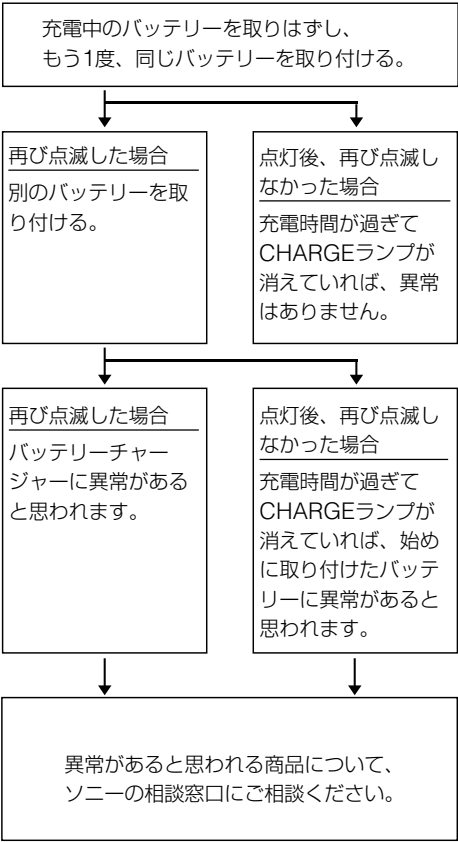 充電中のバッテリーを取りはずし、
もう1度、同じバッテリーを取り付ける。
再び点滅した場合
別のバッテリーを取
り付ける。
点灯後、再び点滅し
なかった場合
充電時間が過ぎて
CHARGEランプが
消えていれば、異常
はありません。
再び点滅した場合
バッテリーチャー
ジャーに異常がある
と思われます。
点灯後、再び点滅し
なかった場合
充電時間が過ぎて
CHARGEランプが
消えていれば、始め
に取り付けたバッテ
リーに異常があると
思われます。
異常があると思われる商品について、
ソニーの相談窓口にご相談ください。